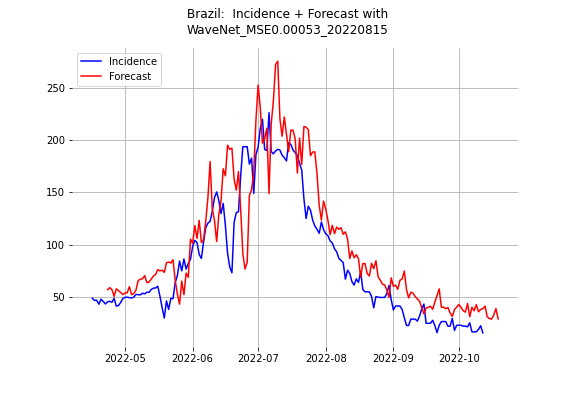 Brazil:  Incidence + Forecast with
WaveNet_MSE0.00053_20220815
Incidence
Forecast
250
200
150
100
50
2022-05 2022-06 2022-07 2022-08 2022-09 2022-10